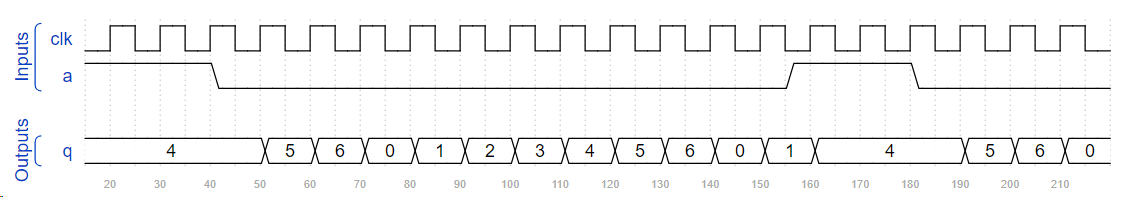 Inputs
clk
a
Outputs
q 4 5 6 0 1 2 3 4 5 6 0 1 4 5 6 0
20 30 40 50 60 70 80 90 100 110 120 130 140 150 160 170 180 190 200 210